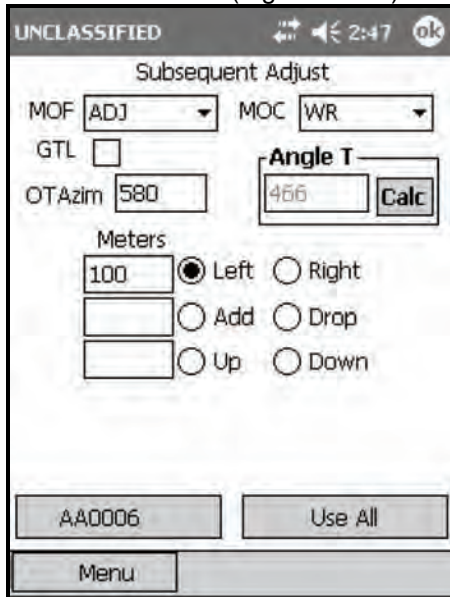 UNCLASSIFIED 2:47 ok
Subsequent Adjust
MOF ADJ MOC WR
GTL Angle T
OTAzim 580 466 Calc
Meters
100 Left Right
Add Drop
Up Down
AA0006 Use All
Menu